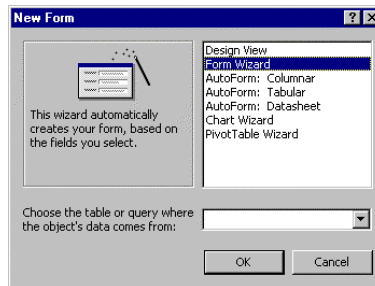 New Form
Design View
Form Wizard
AutoForm: Columnar
AutoForm: Tabular
AutoForm: Datasheet
Chart Wizard
PivotTable Wizard
This wizard automatically
creates your form, based on
the fields you select.
Choose the table or query where
the object's data comes from:
OK
Cancel